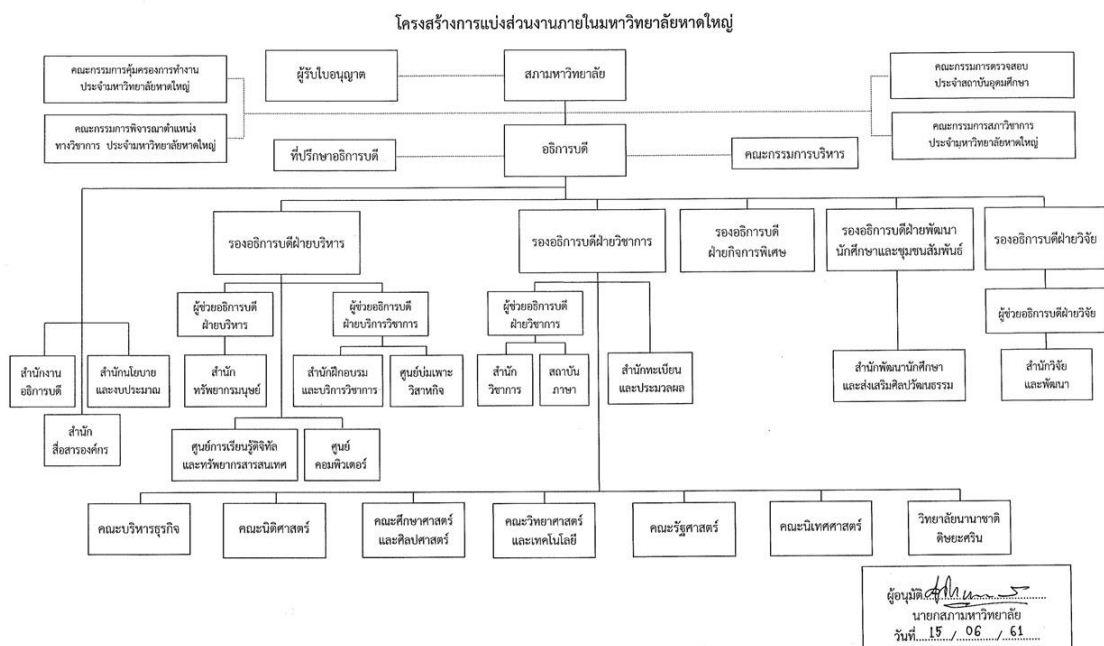 โครงสร้างการแบ่งส่วนงานภายในมหาวิทยาลัยหาดใหญ่
คณะกรรมการคุ้มครองการทำงาน
ประจำมหาวิทยาลัยหาดใหญ่
ผู้รับใบอนุญาต
สภามหาวิทยาลัย
คณะกรรมการตรวจสอบ
ประจำสถาบันอุดมศึกษา
คณะกรรมการพิจารณาตำแหน่ง
ทางวิชาการ ประจำมหาวิทยาลัยหาดใหญ่
คณะกรรมการสภาวิชาการ
ประจำมหาวิทยาลัยหาดใหญ่
ที่ปรึกษาอธิการบดี
อธิการบดี
คณะกรรมการบริหาร
รองอธิการบดีฝ่ายบริหาร
รองอธิการบดีฝ่ายวิชาการ
รองอธิการบดี
ฝ่ายกิจการพิเศษ
รองอธิการบดีฝ่ายพัฒนา
นักศึกษาและชุมชนสัมพันธ์
รองอธิการบดีฝ่ายวิจัย
ผู้ช่วยอธิการบดี
ฝ่ายบริหาร
ผู้ช่วยอธิการบดี
ฝ่ายบริการวิชาการ
ผู้ช่วยอธิการบดี
ฝ่ายวิชาการ
ผู้ช่วยอธิการบดีฝ่ายวิจัย
สำนักงาน
อธิการบดี
สำนักนโยบาย
และงบประมาณ
สำนัก
ทรัพยากรมนุษย์
สำนักฝึกอบรม
และบริการวิชาการ
ศูนย์บ่มเพาะ
วิสาหกิจ
สำนัก
วิชาการ
สถาบัน
ภาษา
สำนักทะเบียน
และประมวลผล
สำนักพัฒนานักศึกษา
และส่งเสริมศิลปวัฒนธรรม
สำนักวิจัย
และพัฒนา
สำนัก
สื่อสารองค์กร
ศูนย์การเรียนรู้ดิจิทัล
และทรัพยากรสารสนเทศ
ศูนย์
คอมพิวเตอร์
คณะบริหารธุรกิจ
คณะนิติศาสตร์
คณะศึกษาศาสตร์
และศิลปศาสตร์
คณะวิทยาศาสตร์
และเทคโนโลยี
คณะรัฐศาสตร์
คณะนิเทศศาสตร์
วิทยาลัยนานาชาติ
ดิษยะศริน
ผู้อนุมัติ
นายกสภามหาวิทยาลัย
วันที่ 15 / 06 / 61